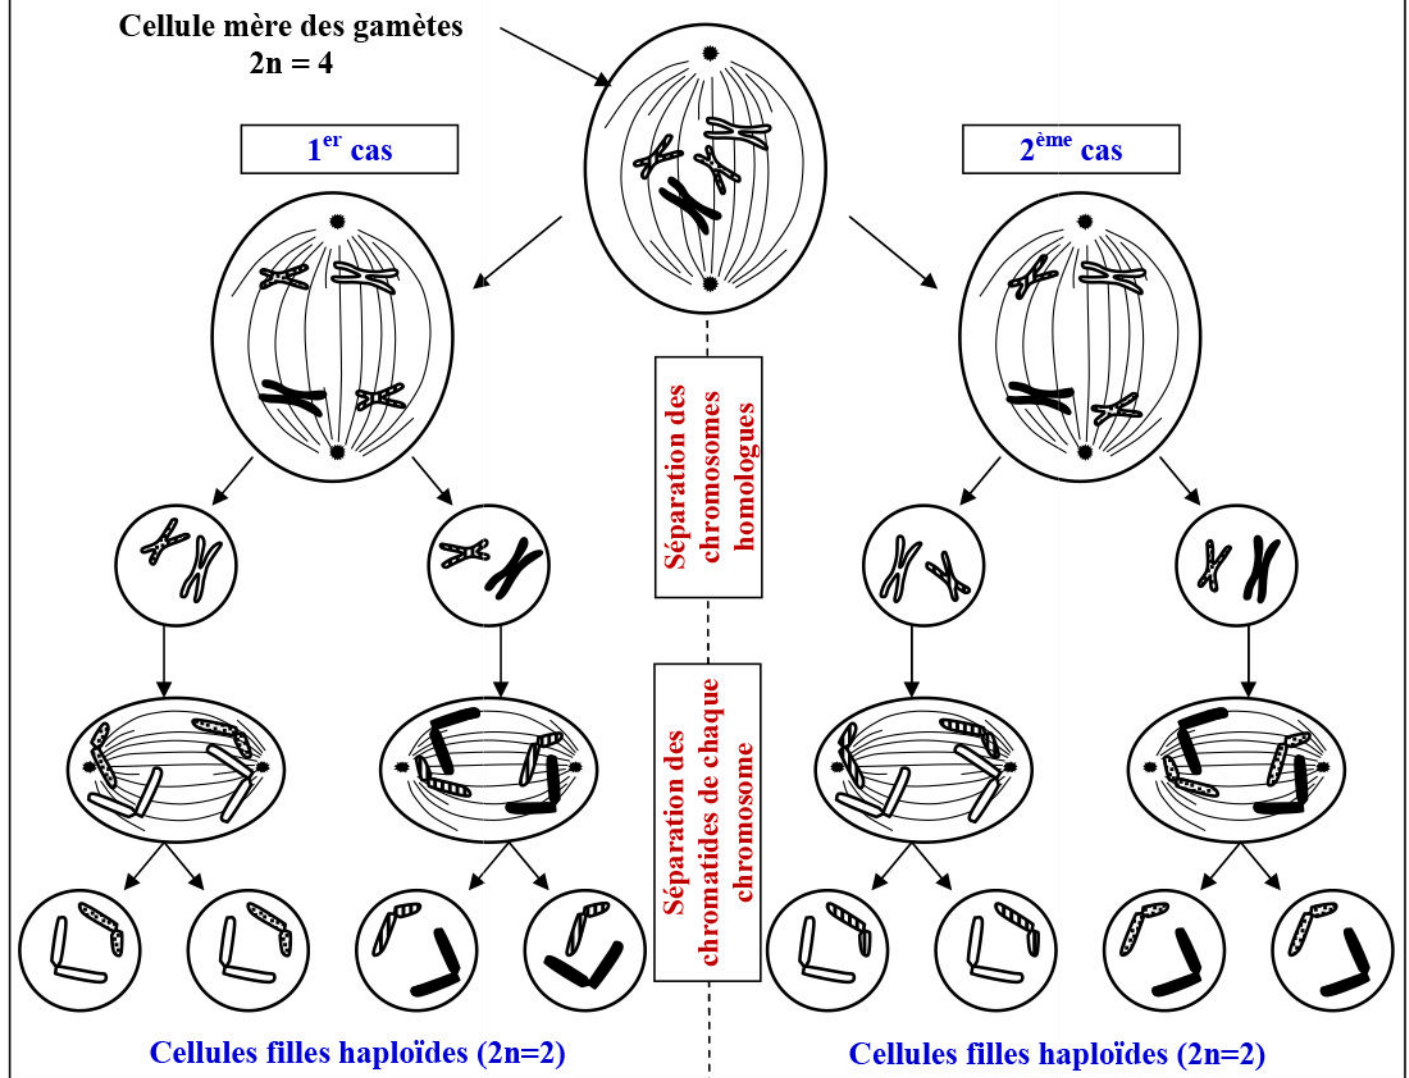 Cellule mère des gamètes
2n = 4
1er cas
2ème cas
Séparation des
chromosomes
homologues
Séparation des
chromatides de chaque
chromosome
Cellules filles haploïdes (2n=2)
Cellules filles haploïdes (2n=2)